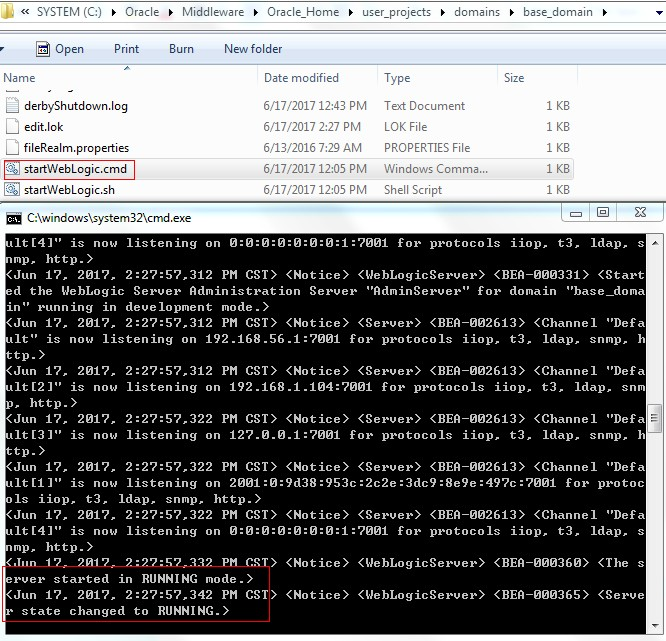 « SYSTEM (C:) Oracle Middleware Oracle_Home user_projects domains base_domain
Open Print Burn New folder
Name Date modified Type Size
derbyShutdown.log 6/17/2017 12:43 PM Text Document 1 KB
edit.lok 6/17/2017 2:27 PM LOK File 1 KB
fileRealm.properties 6/13/2016 7:29 AM PROPERTIES File 1 KB
startWebLogic.cmd 6/17/2017 12:05 PM Windows Comma... 1 KB
startWebLogic.sh 6/17/2017 12:05 PM Shell Script 1 KB
C:\windows\system32\cmd.exe
ult[4]" is now listening on 0:0:0:0:0:0:0:1:7001 for protocols iiop, t3, ldap, s
nmp, http.>
<Jun 17, 2017, 2:27:57,312 PM CST> <Notice> <WebLogicServer> <BEA-000331> <Start
ed the WebLogic Server Administration Server "AdminServer" for domain "base_doma
in" running in development mode.>
<Jun 17, 2017, 2:27:57,312 PM CST> <Notice> <Server> <BEA-002613> <Channel "Defa
ult" is now listening on 192.168.56.1:7001 for protocols iiop, t3, ldap, snmp, h
ttp.>
<Jun 17, 2017, 2:27:57,312 PM CST> <Notice> <Server> <BEA-002613> <Channel "Defa
ult[2]" is now listening on 192.168.1.104:7001 for protocols iiop, t3, ldap, snm
p, http.>
<Jun 17, 2017, 2:27:57,322 PM CST> <Notice> <Server> <BEA-002613> <Channel "Defa
ult[3]" is now listening on 127.0.0.1:7001 for protocols iiop, t3, ldap, snmp, h
ttp.>
<Jun 17, 2017, 2:27:57,322 PM CST> <Notice> <Server> <BEA-002613> <Channel "Defa
ult[1]" is now listening on 2001:0:9d38:953c:2c2e:3dc9:8e9e:497c:7001 for protoc
ols iiop, t3, ldap, snmp, http.>
<Jun 17, 2017, 2:27:57,322 PM CST> <Notice> <Server> <BEA-002613> <Channel "Defa
ult[4]" is now listening on 0:0:0:0:0:0:0:1:7001 for protocols iiop, t3, ldap, s
nmp, http.>
<Jun 17, 2017, 2:27:57,332 PM CST> <Notice> <WebLogicServer> <BEA-000360> <The s
erver started in RUNNING mode.>
<Jun 17, 2017, 2:27:57,342 PM CST> <Notice> <WebLogicServer> <BEA-000365> <Serve
r state changed to RUNNING.>